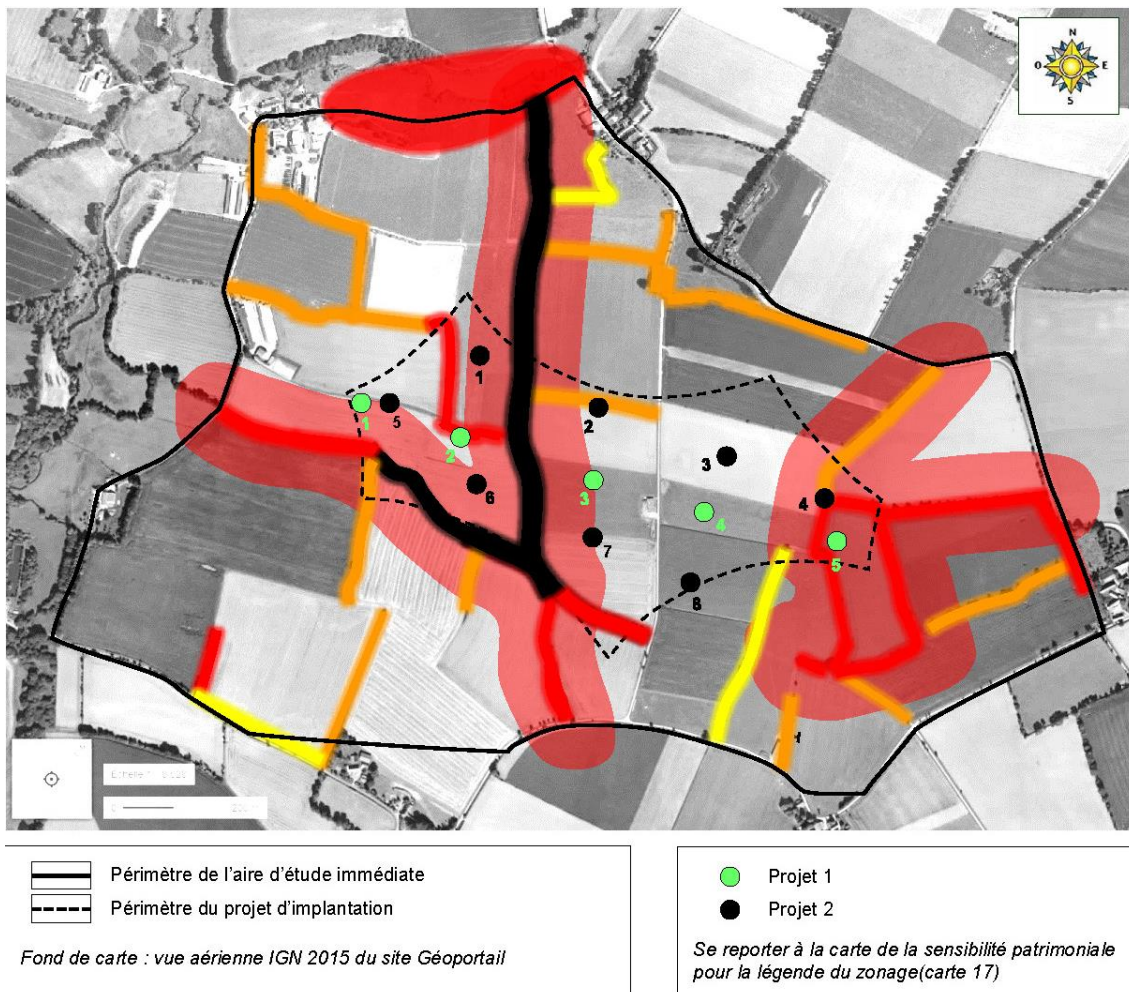 N
O
E
S
1
5
2
1
2
3
6
3
4
4
7
5
8
H
Périmètre de l'aire d'étude immédiate
Périmètre du projet d'implantation
Fond de carte : vue aérienne IGN 2015 du site Géoportail
Projet 1
Projet 2
Se reporter à la carte de la sensibilité patrimoniale
pour la légende du zonage(carte 17)